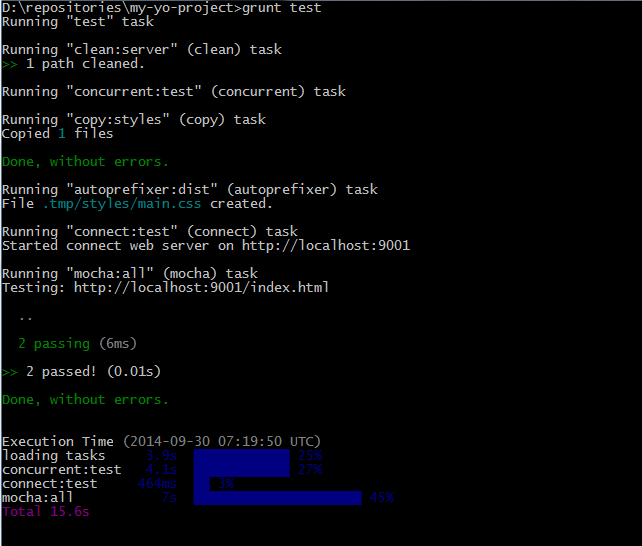 D:\repositories\my-yo-project>grunt test
Running "test" task
Running "clean:server" (clean) task
>> 1 path cleaned.
Running "concurrent:test" (concurrent) task
Running "copy:styles" (copy) task
Copied 1 files
Done, without errors.
Running "autoprefixer:dist" (autoprefixer) task
File .tmp/styles/main.css created.
Running "connect:test" (connect) task
Started connect web server on http://localhost:9001
Running "mocha:all" (mocha) task
Testing: http://localhost:9001/index.html
..
2 passing (6ms)
>> 2 passed! (0.01s)
Done, without errors.
Execution Time (2014-09-30 07:19:50 UTC)
loading tasks 3.9s 25%
concurrent:test 4.1s 27%
connect:test 464ms 3%
mocha:all 7s 45%
Total 15.6s